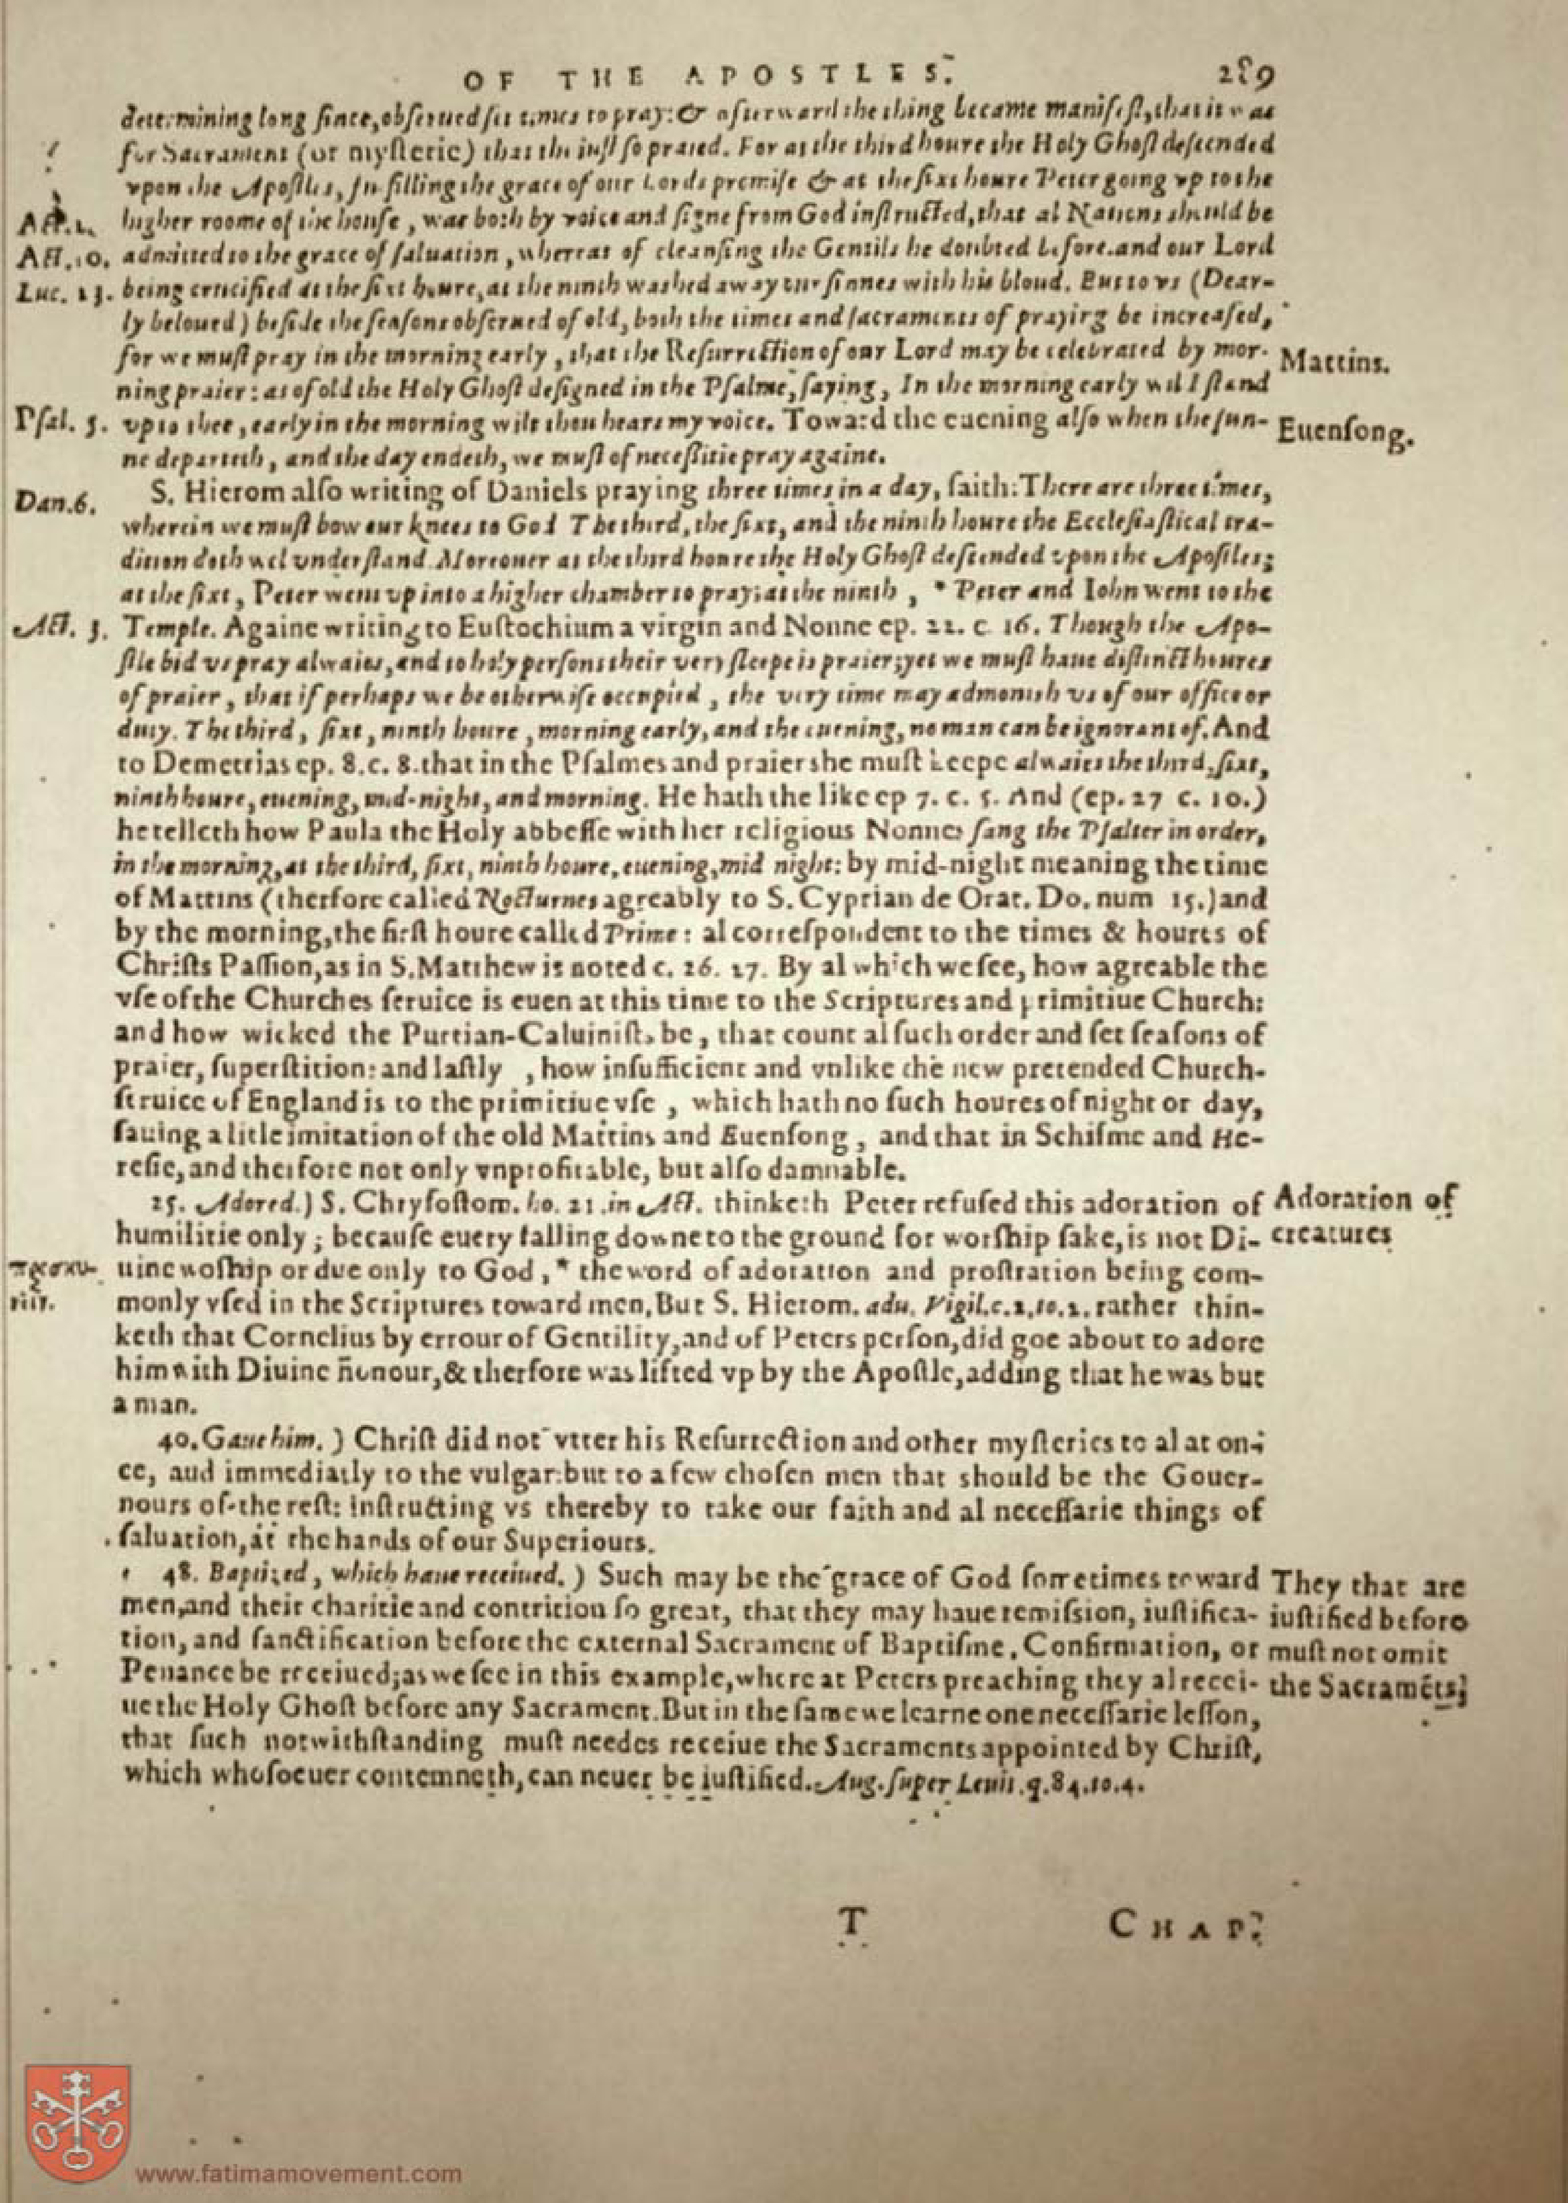 OF THE APOSTLES. 289
determining long since, obserued set times to pray: & afterward the thing became manifest, that it was
for Sacrament (or mysterie) that the iust so praied. For at the third houre the Holy Ghost descended
vpon the Apostles, fulfilling the grace of our Lords promise & at the sixt houre Peter going vp to the
Act. 2. higher roome of the house, was both by voice and signe from God instructed, that al Nations should be
Act. 10. admitted to the grace of saluation, whereas of cleansing the Gentils he doubted before. and our Lord
Luc. 23. being crucified at the sixt houre, at the ninth washed away our sinnes with his bloud. But to vs (Dear-
ly beloued) beside the seasons obserued of old, both the times and sacraments of praying be increased,
for we must pray in the morning early, that the Resurrection of our Lord may be celebrated by mor- Mattins.
ning praier: as of old the Holy Ghost designed in the Psalme, saying, In the morning early wil I stand
Psal. 5. vp to thee, early in the morning wilt thou heare my voice. Toward the euening also when the sun- Euensong.
ne departeth, and the day endeth, we must of necessitie pray againe.
Dan. 6. S. Hierom also writing of Daniels praying three times in a day, saith: There are three times,
wherein we must bow our knees to God The third, the sixt, and the ninth houre the Ecclesiastical tra-
dition doth wel vnderstand. Moreouer at the third houre the Holy Ghost descended vpon the Apostles;
at the sixt, Peter went vp into a higher chamber to pray; at the ninth, * Peter and Iohn went to the
Act. 3. Temple. Againe writing to Eustochium a virgin and Nonne ep. 22. c. 16. Though the Apo-
stle bid vs pray alwaies, and to holy persons their very sleepe is praier; yet we must haue distinct houres
of praier, that if perhaps we be otherwise occupied, the very time may admonish vs of our office or
duty. The third, sixt, ninth houre, morning early, and the euening, no man can be ignorant of. And
to Demetrias ep. 8. c. 8. that in the Psalmes and praier she must keepe alwaies the third, sixt,
ninth houre, euening, mid-night, and morning. He hath the like ep 7. c. 5. And (ep. 27 c. 10.)
he telleth how Paula the Holy abbesse with her religious Nonnes sang the Psalter in order,
in the morning, at the third, sixt, ninth houre, euening, mid night: by mid-night meaning the time
of Mattins (therfore called Nocturnes agreably to S. Cyprian de Orat. Do. num 15.) and
by the morning, the first houre called Prime: al correspondent to the times & houres of
Christs Passion, as in S. Matthew is noted c. 26. 27. By al which we see, how agreable the
vse of the Churches seruice is euen at this time to the Scriptures and primitiue Church:
and how wicked the Puritan-Caluinists be, that count al such order and set seasons of
praier, superstition: and lastly , how insufficient and vnlike the new pretended Church-
seruice of England is to the primitiue vse , which hath no such houres of night or day,
sauing a litle imitation of the old Mattins and Euensong , and that in Schisme and He-
resie, and therfore not only vnprofitable, but also damnable.
25. Adored.) S. Chrysostom. ho. 21. in Act. thinketh Peter refused this adoration of Adoration of
humilitie only; because euery falling downe to the ground for worship sake, is not Di- creatures
προσκυ- uine woship or due only to God, * the word of adoration and prostration being com-
νεῖν. monly vsed in the Scriptures toward men. But S. Hierom. adu. Vigil. c. 2. to. 2. rather thin-
keth that Cornelius by errour of Gentility, and of Peters person, did goe about to adore
him with Diuine honour, & therfore was lifted vp by the Apostle, adding that he was but
a man.
40. Gaue him. ) Christ did not vtter his Resurrection and other mysteries to al at on-
ce, aud immediatly to the vulgar: but to a few chosen men that should be the Gouer-
nours of the rest: instructing vs thereby to take our faith and al necessarie things of
saluation, at the hands of our Superiours.
48. Baptized, which haue receiued. ) Such may be the grace of God sometimes toward They that are
men, and their charitie and contrition so great, that they may haue remission, iustifica- iustified before
tion, and sanctification before the external Sacrament of Baptisme, Confirmation, or must not omit
Penance be receiued; as we see in this example, where at Peters preaching they al recei- the Sacramēts;
ue the Holy Ghost before any Sacrament. But in the same we learne one necessarie lesson,
that such notwithstanding must needes receiue the Sacraments appointed by Christ,
which whosoeuer contemneth, can neuer be iustified. Aug. super Leuit. q. 84. to. 4.
T CHAP.
www.fatimamovement.com